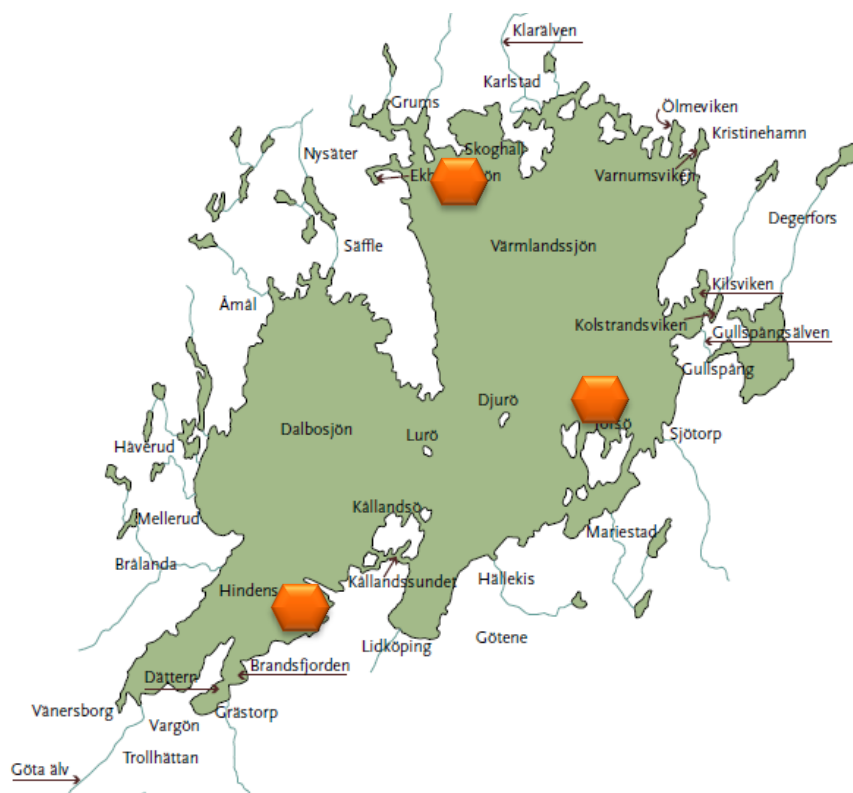 Klarälven
Karlstad
Grums
Ölmeviken
Kristinehamn
Skoghall
Nysäter
Varnumsviken
Degerfors
Säffle
Värmlandssjön
Åmål
Kilsviken
Kolstrandsviken
Gullspångsälven
Gullspång
Djurö
Dalbosjön
Lurö
Sjötorp
Håverud
Kållandsö
Mellerud
Mariestad
Brålanda
Hindens
Kållandssundet
Hällekis
Götene
Lidköping
Brandsfjorden
Dättern
Vänersborg
Grästorp
Vargön
Trollhättan
Göta älv